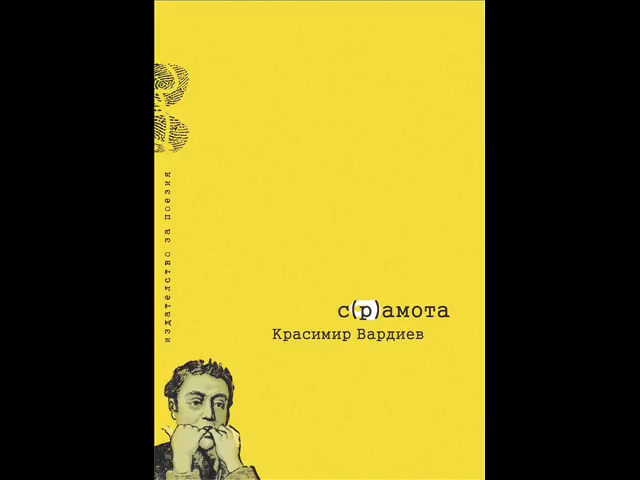 издателство за поезия
с(р)амота
Красимир Вардиев